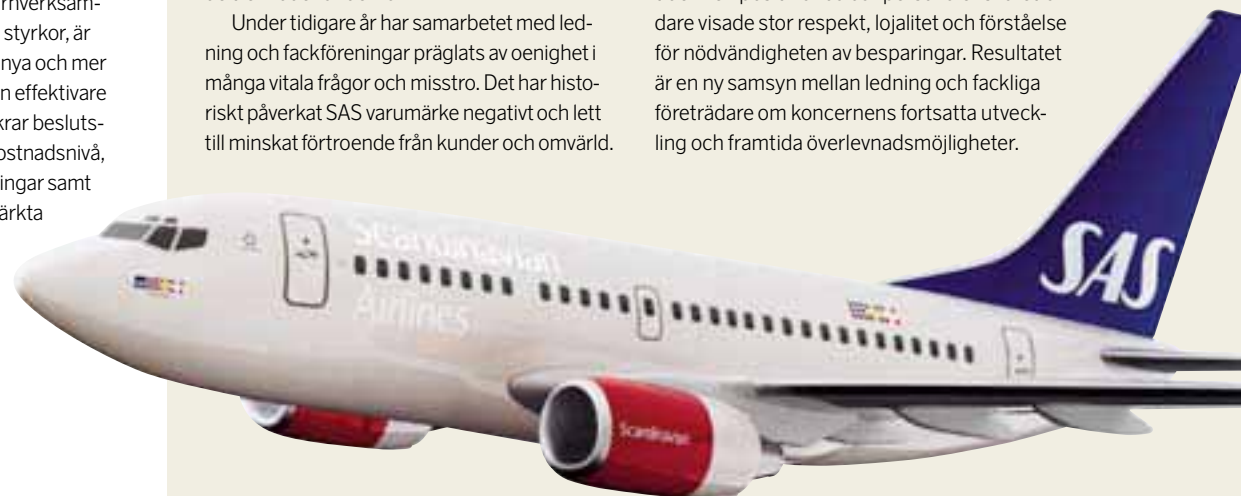 styrkor, är
nya och mer
n effektivare
krar besluts-
ostnadsnivå,
ingar samt
ärkta
Under tidigare år har samarbetet med led-
ning och fackföreningar präglats av oenighet i
många vitala frågor och misstro. Det har histo-
riskt påverkat SAS varumärke negativt och lett
till minskat förtroende från kunder och omvärld.
dare visade stor respekt, lojalitet och förståelse
för nödvändigheten av besparingar. Resultatet
är en ny samsyn mellan ledning och fackliga
företrädare om koncernens fortsatta utveck-
ling och framtida överlevnadsmöjligheter.
Scandinavian
Airlines
SAS
Scandinavian